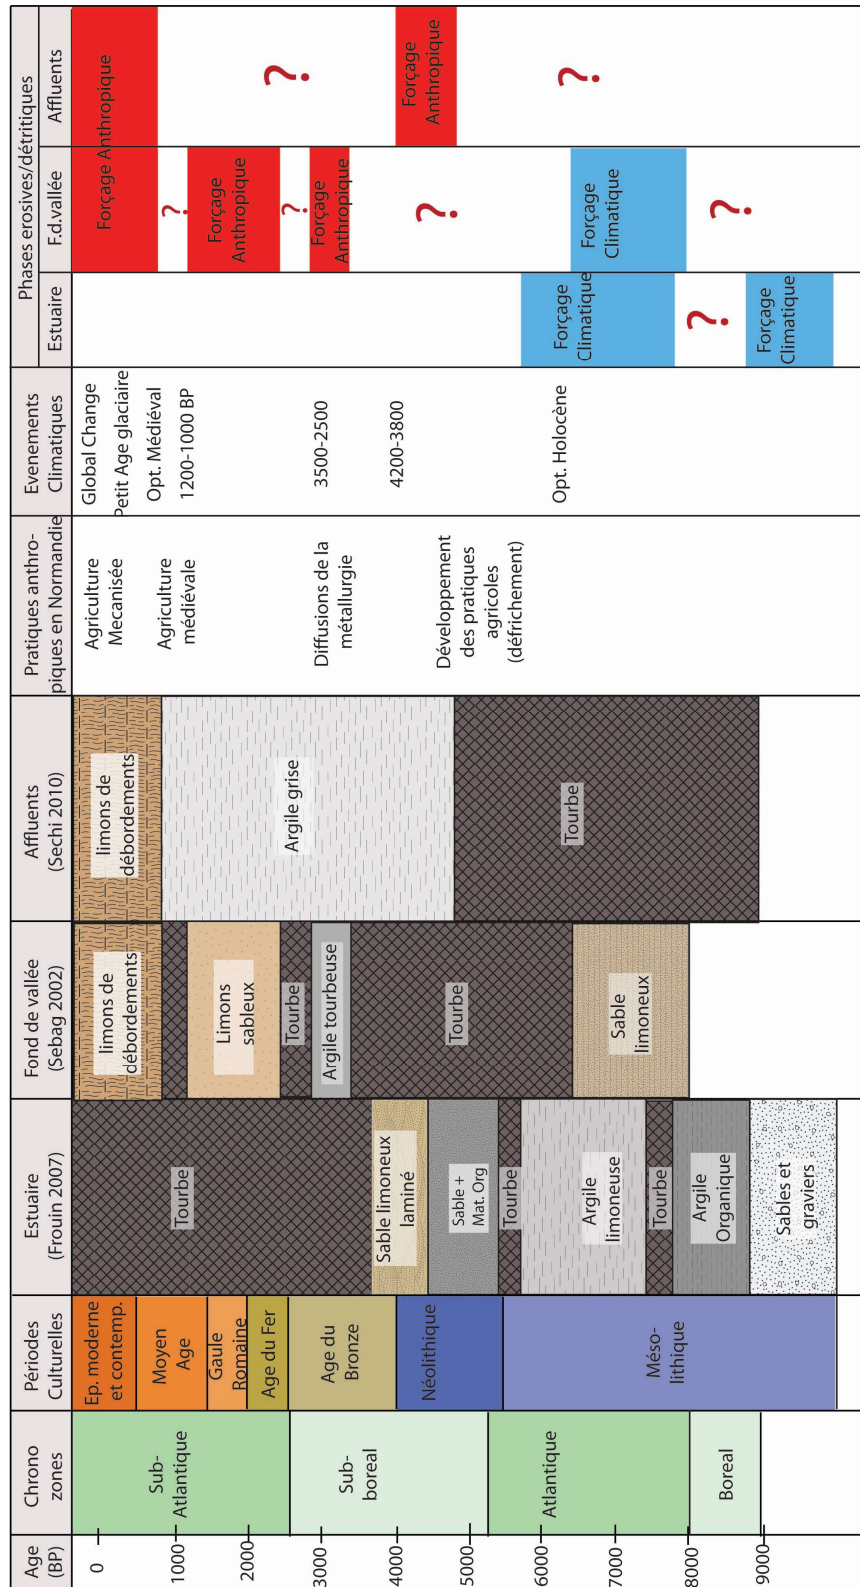 Age
(BP)
Chrono
zones
Périodes
Culturelles
Estuaire
(Frouin 2007)
Fond de vallée
(Sebag 2002)
Affluents
(Sechi 2010)
Pratiques anthro-
piques en Normandie
Evenements
Climatiques
Phases erosives/détritiques
Estuaire
F.d.vallée
Affluents
0
1000
2000
3000
4000
5000
6000
7000
8000
9000
Sub-
Atlantique
Sub-
boreal
Atlantique
Boreal
Ep. moderne
et contemp.
Moyen
Age
Gaule
Romaine
Age du Fer
Age du
Bronze
Néolithique
Méso-
lithique
Tourbe
Sable limoneux
laminé
Sable +
Mat. Org
Tourbe
Argile
limoneuse
Tourbe
Argile
Organique
Sables et
graviers
limons de
débordements
Limons
sableux
Tourbe
Argile tourbeuse
Tourbe
Sable
limoneux
limons de
débordements
Argile grise
Tourbe
Agriculture
Mecanisée
Agriculture
médiévale
Diffusions de la
métallurgie
Développement
des pratiques
agricoles
(défrichement)
Global Change
Petit Age glaciaire
Opt. Médiéval
1200-1000 BP
3500-2500
4200-3800
Opt. Holocène
Forçage
Climatique
?
Forçage
Climatique
Forçage Anthropique
?
Forçage
Anthropique
?
Forçage
Anthropique
?
Forçage
Climatique
?
?
Forçage
Anthropique
?